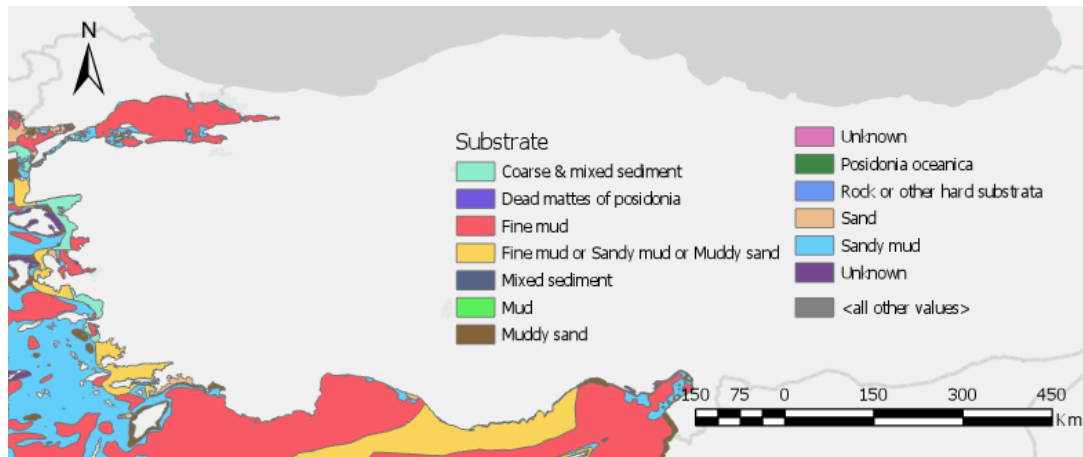 N
Substrate
Coarse & mixed sediment
Dead mattes of posidonia
Fine mud
Fine mud or Sandy mud or Muddy sand
Mixed sediment
Mud
Muddy sand
Unknown
Posidonia oceanica
Rock or other hard substrata
Sand
Sandy mud
Unknown
<all other values>
150 75 0 150 300 450
Km